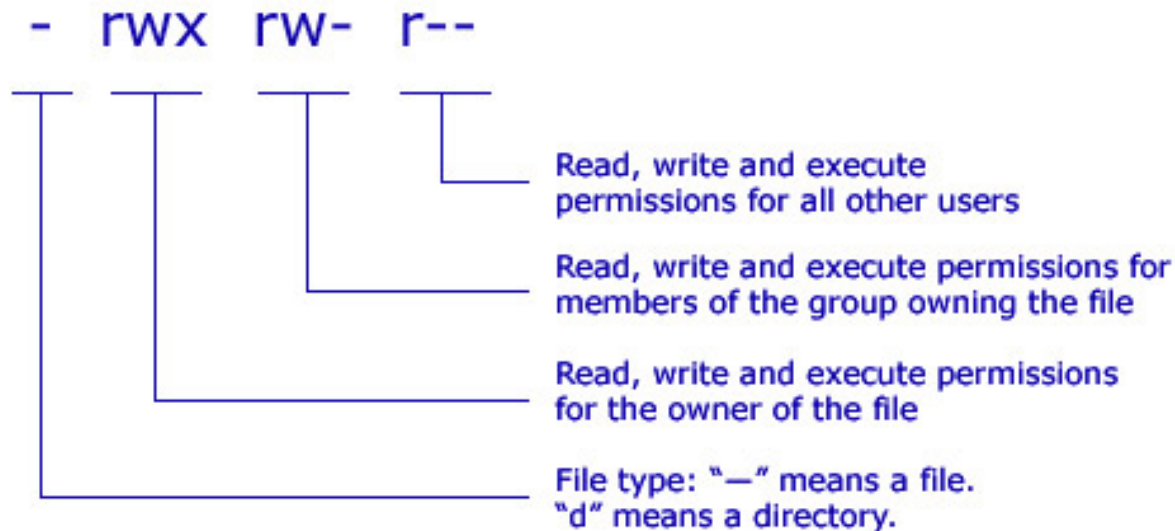 - rwx rw- r--
Read, write and execute
permissions for all other users
Read, write and execute permissions for
members of the group owning the file
Read, write and execute permissions
for the owner of the file
File type: “—” means a file.
“d” means a directory.